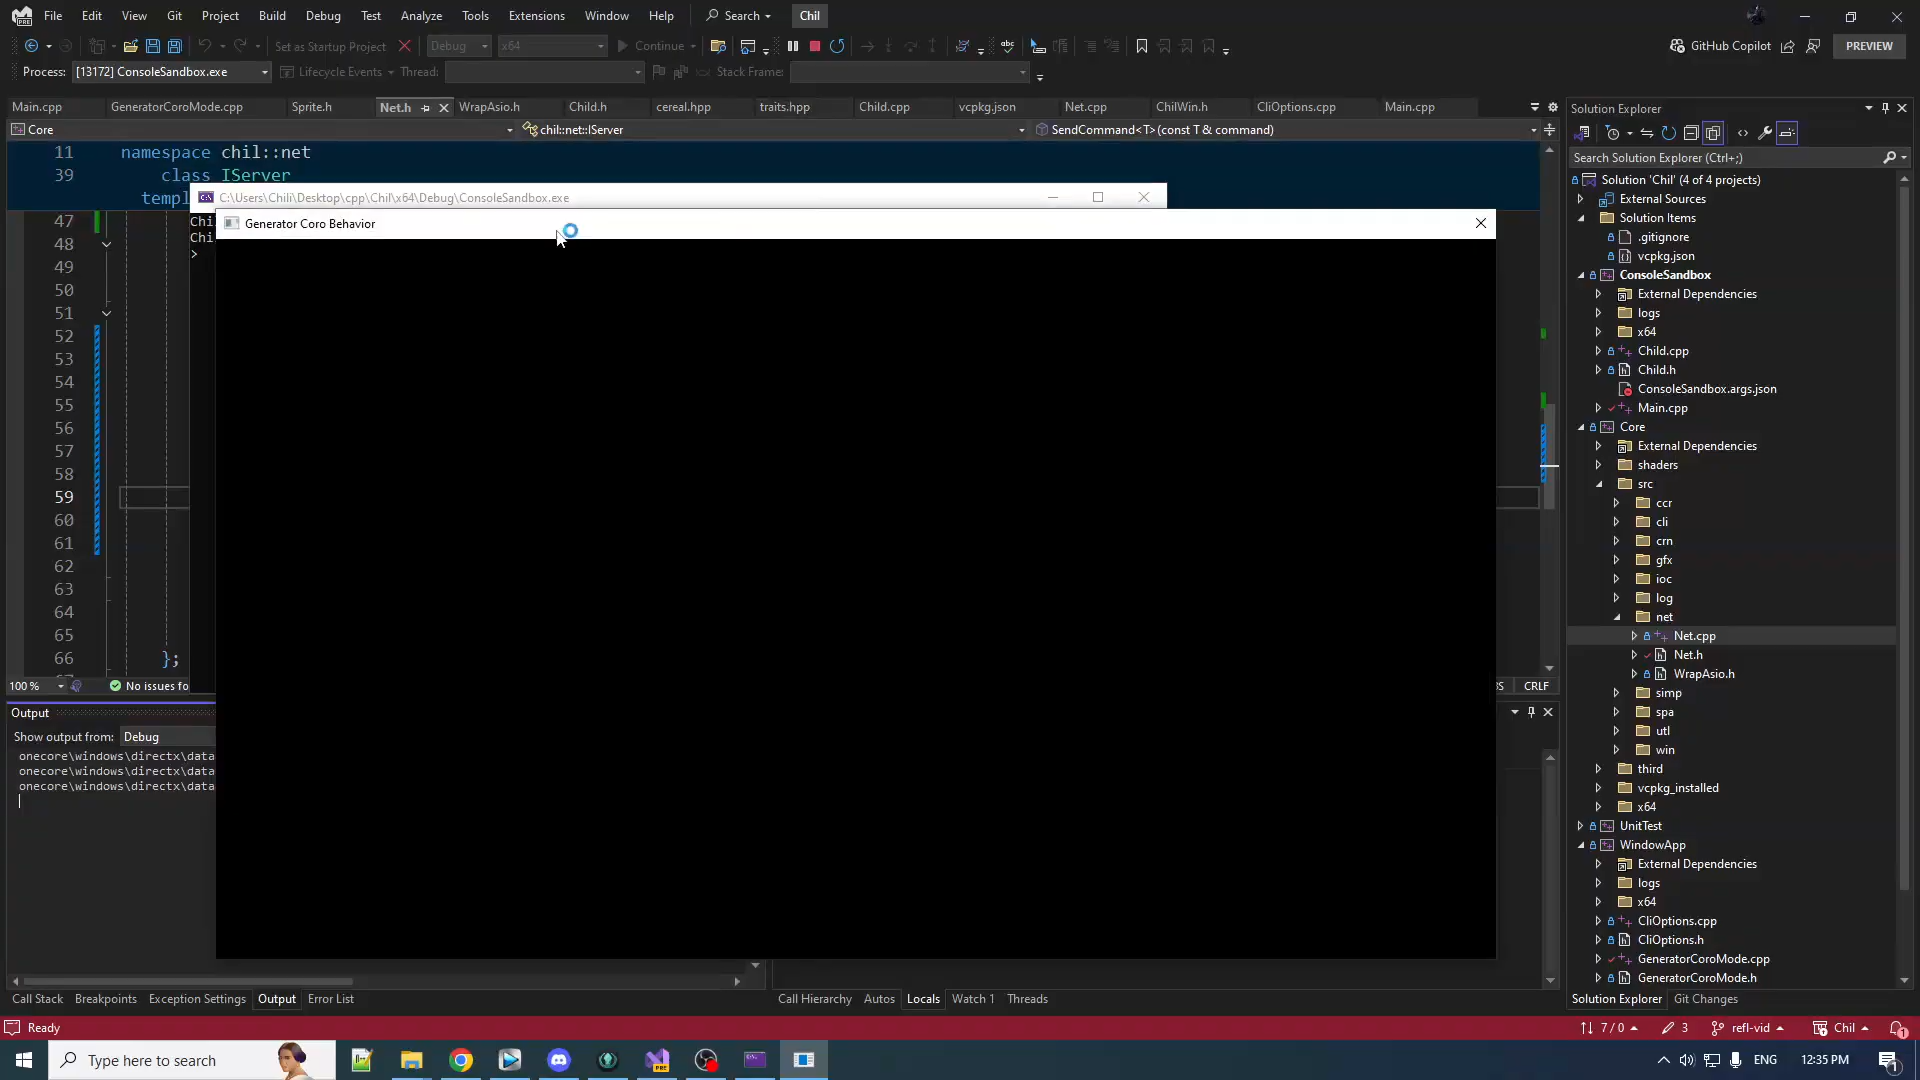 File Edit View Git Project Build Debug Test Analyze Tools Extensions Window Help Search Chil
Set as Startup Project Debug x64 Continue GitHub Copilot PREVIEW
Process: [13172] ConsoleSandbox.exe Lifecycle Events Thread: Stack Frame:
Main.cpp GeneratorCoroMode.cpp Sprite.h Net.h WrapAsio.h Child.h cereal.hpp traits.hpp Child.cpp vcpkg.json Net.cpp ChilWin.h CliOptions.cpp Main.cpp
Core chil::net::IServer SendCommand<T>(const T & command)
11 namespace chil::net
39 class IServer
templ
C:\Users\Chili\Desktop\cpp\Chil\x64\Debug\ConsoleSandbox.exe
47 Chi
Generator Coro Behavior
48 Chi
49 >
50
51
52
53
54
55
56
57
58
59
60
61
62
63
64
65
66 };
100 % No issues fo CRLF
Output
Show output from: Debug
onecore\windows\directx\data
onecore\windows\directx\data
onecore\windows\directx\data
Call Stack Breakpoints Exception Settings Output Error List
Call Hierarchy Autos Locals Watch 1 Threads
Solution Explorer
Search Solution Explorer (Ctrl+;)
Solution 'Chil' (4 of 4 projects)
External Sources
Solution Items
.gitignore
vcpkg.json
ConsoleSandbox
External Dependencies
logs
x64
Child.cpp
Child.h
ConsoleSandbox.args.json
Main.cpp
Core
External Dependencies
shaders
src
ccr
cli
crn
gfx
ioc
log
net
Net.cpp
Net.h
WrapAsio.h
simp
spa
utl
win
third
vcpkg_installed
x64
UnitTest
WindowApp
External Dependencies
logs
x64
CliOptions.cpp
CliOptions.h
GeneratorCoroMode.cpp
GeneratorCoroMode.h
Solution Explorer Git Changes
Ready 7 / 0 3 refl-vid Chil 1
Type here to search PRE ENG 12:35 PM 1